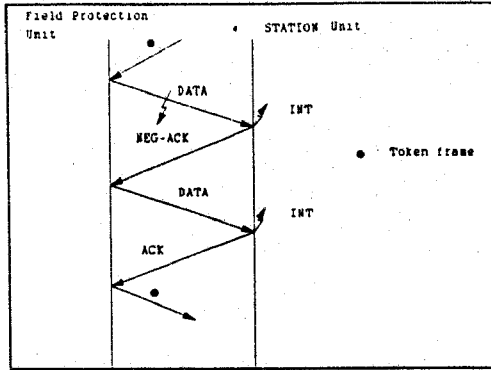 Field Protection
Unit
STATION Unit
DATA
INT
NEG-ACK
Token frame
DATA
INT
ACK